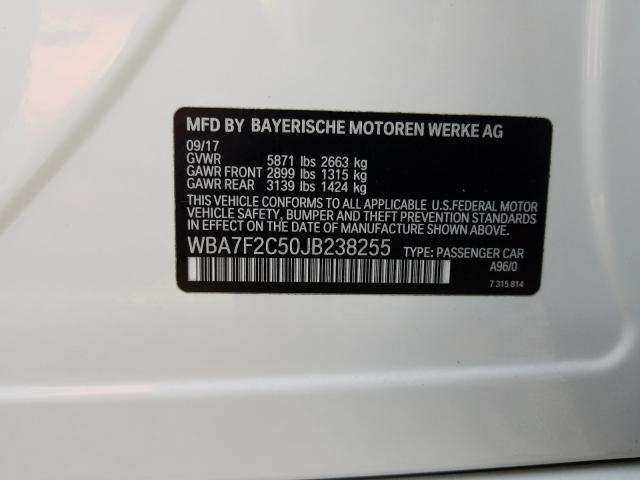 MFD BY BAYERISCHE MOTOREN WERKE AG
09/17
GVWR 5871 lbs 2663 kg
GAWR FRONT 2899 lbs 1315 kg
GAWR REAR 3139 lbs 1424 kg
THIS VEHICLE CONFORMS TO ALL APPLICABLE U.S.FEDERAL MOTOR
VEHICLE SAFETY, BUMPER AND THEFT PREVENTION STANDARDS
IN EFFECT ON THE DATE OF MANUFACTURE SHOWN ABOVE.
WBA7F2C50JB238255 TYPE: PASSENGER CAR
A96/0
7 315 814